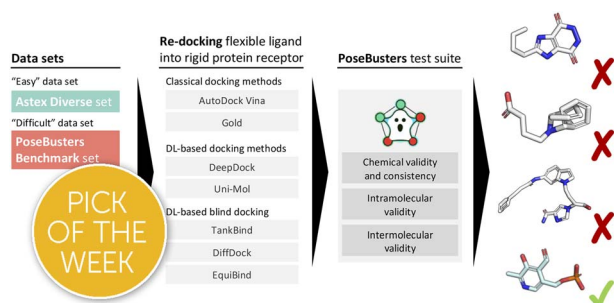 Data sets
"Easy" data set
Astex Diverse set
"Difficult" data set
PoseBusters
Benchmark set
PICK
OF THE
WEEK
Re-docking flexible ligand
into rigid protein receptor
Classical docking methods
AutoDock Vina
Gold
DL-based docking methods
DeepDock
Uni-Mol
DL-based blind docking
TankBind
DiffDock
EquiBind
PoseBusters test suite
Chemical validity
and consistency
Intramolecular
validity
Intermolecular
validity